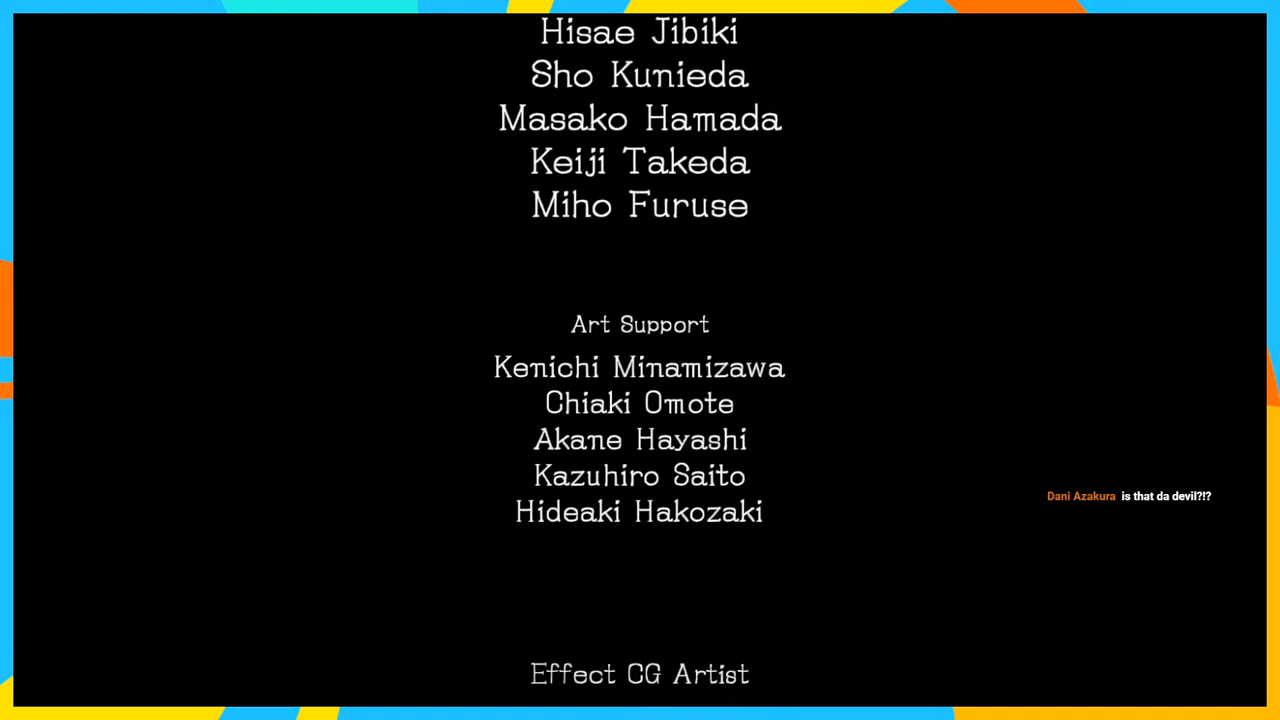 Hisae Jibiki
Sho Kunieda
Masako Hamada
Keiji Takeda
Miho Furuse
Art Support
Kenichi Minamizawa
Chiaki Omote
Akane Hayashi
Kazuhiro Saito
Hideaki Hakozaki
Dani Azakura is that da devil?!?
Effect CG Artist